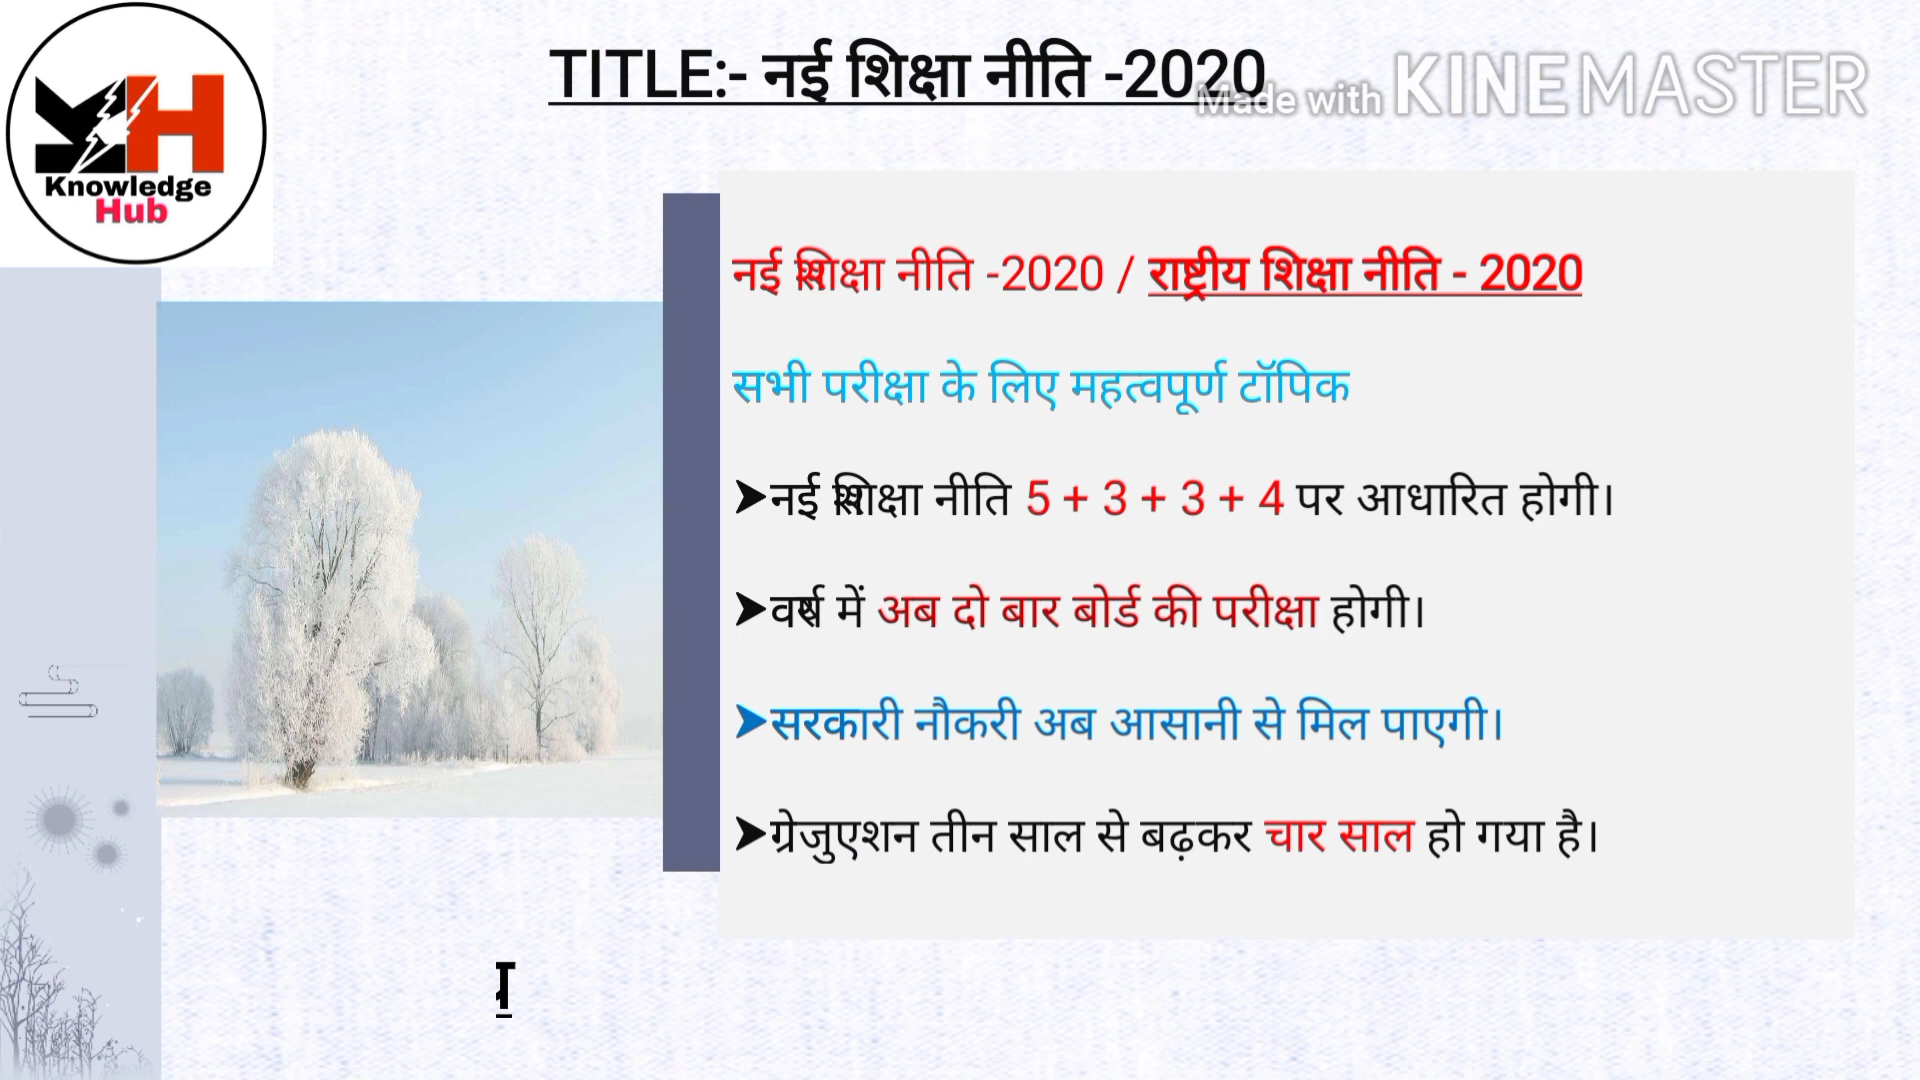 TITLE:- नई शिक्षा नीति -2020
Made with KINEMASTER
KH
Knowledge
Hub
नई शिक्षा नीति -2020 / राष्ट्रीय शिक्षा नीति - 2020
सभी परीक्षा के लिए महत्वपूर्ण टॉपिक
➤नई शिक्षा नीति 5 + 3 + 3 + 4 पर आधारित होगी।
➤वर्ष में अब दो बार बोर्ड की परीक्षा होगी।
➤सरकारी नौकरी अब आसानी से मिल पाएगी।
➤ग्रेजुएशन तीन साल से बढ़कर चार साल हो गया है।